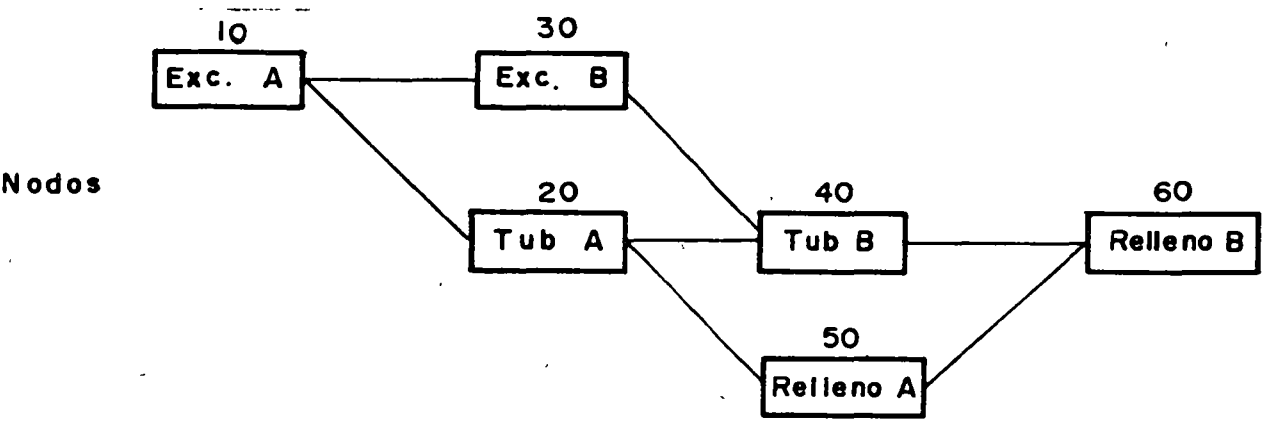 10
30
Exc. A
Exc. B
Nodos
20
40
60
Tub A
Tub B
Relleno B
50
Relleno A